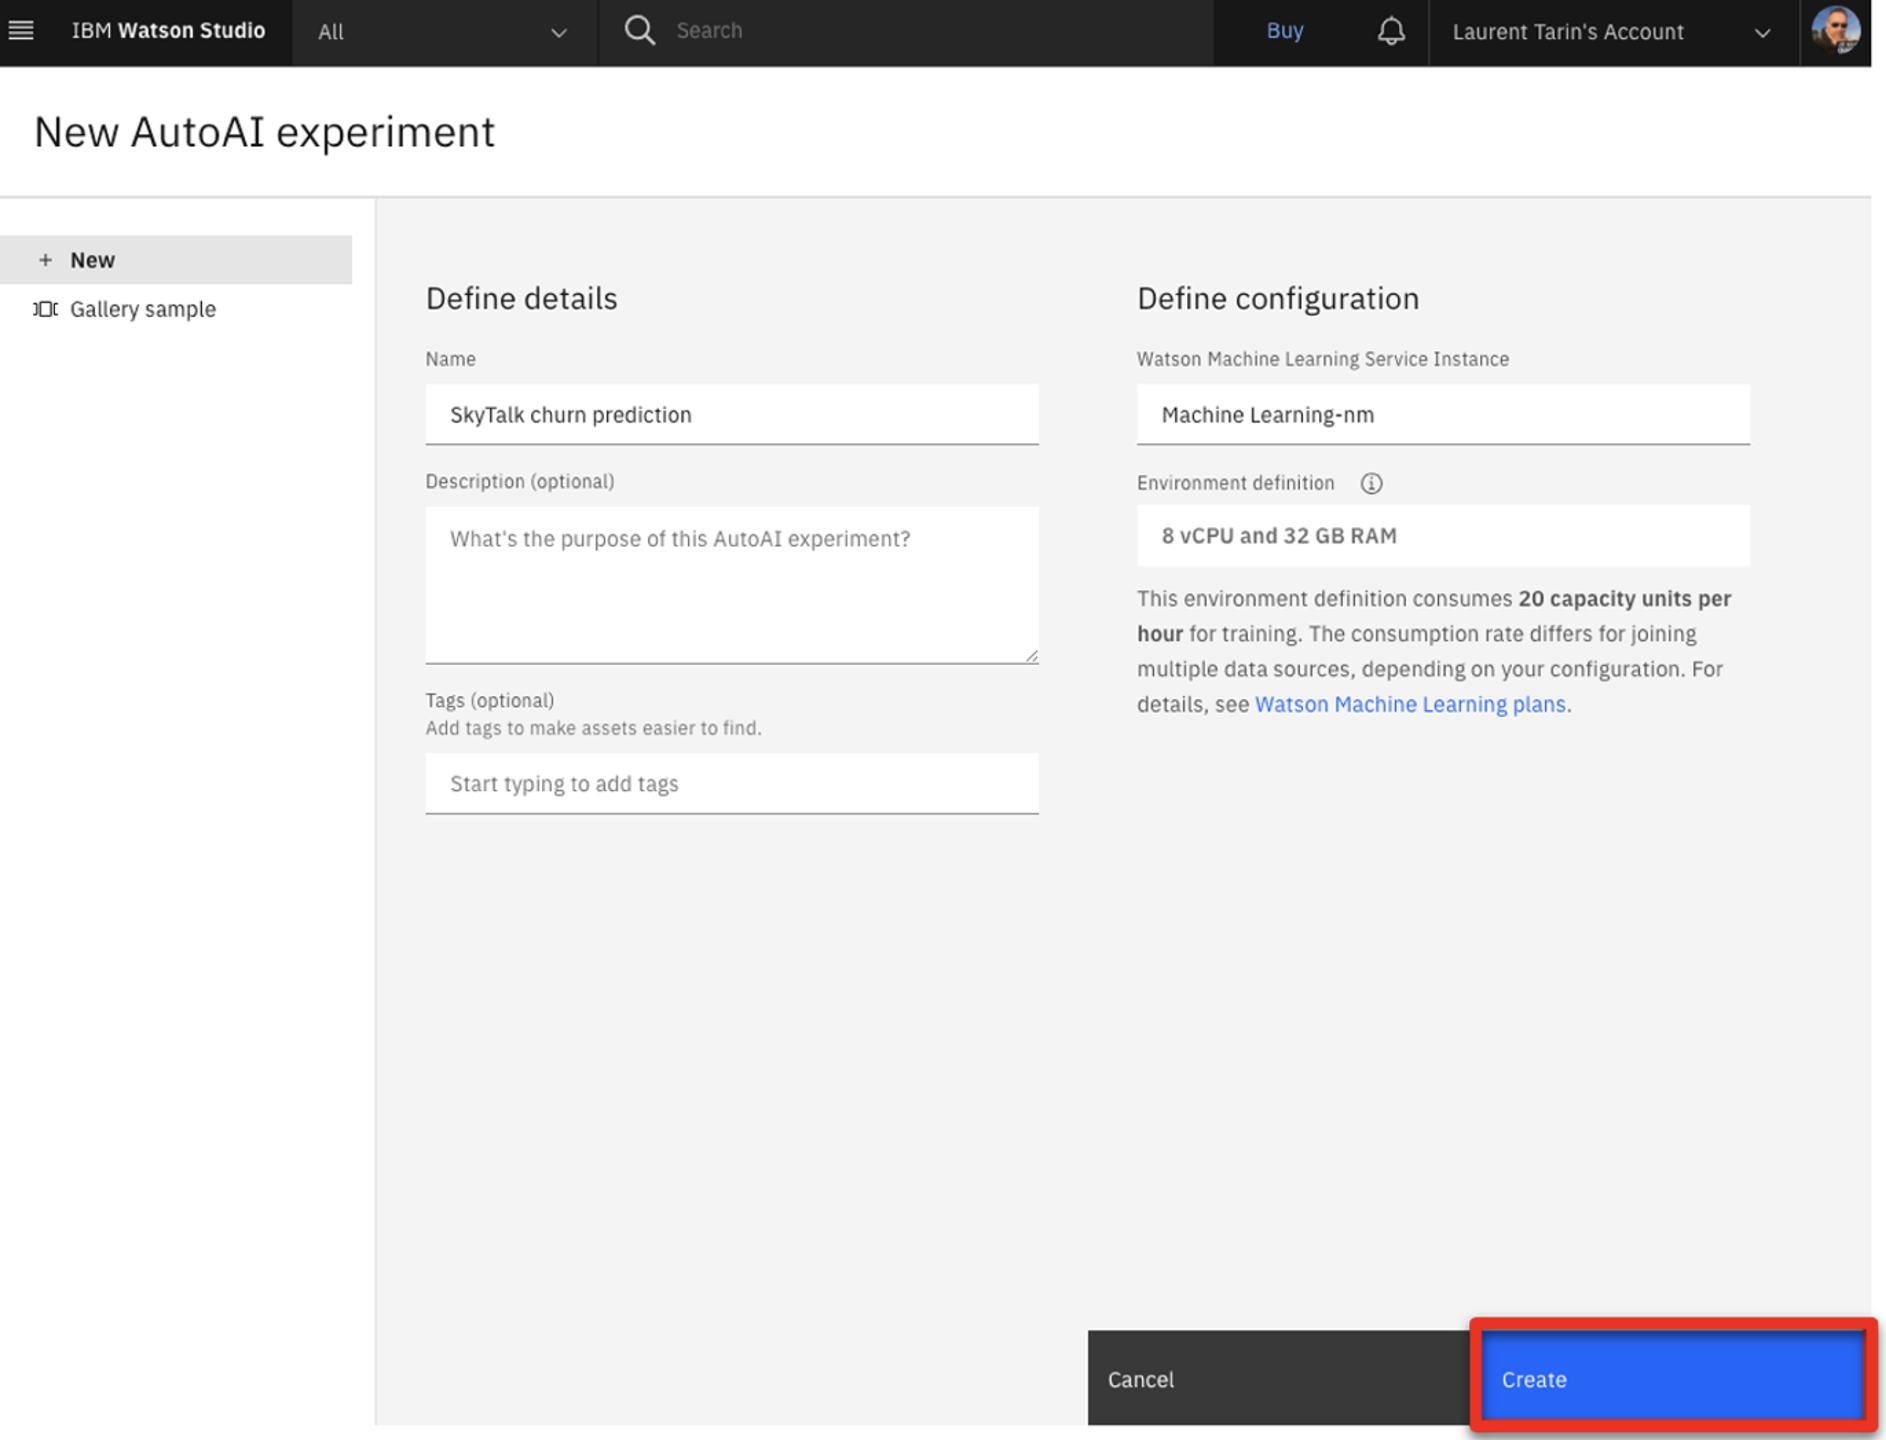 IBM Watson Studio
All
Search
Buy
Laurent Tarin's Account
New AutoAI experiment
+ New
Gallery sample
Define details
Name
SkyTalk churn prediction
Description (optional)
What's the purpose of this AutoAI experiment?
Tags (optional)
Add tags to make assets easier to find.
Start typing to add tags
Define configuration
Watson Machine Learning Service Instance
Machine Learning-nm
Environment definition
8 vCPU and 32 GB RAM
This environment definition consumes 20 capacity units per
hour for training. The consumption rate differs for joining
multiple data sources, depending on your configuration. For
details, see Watson Machine Learning plans.
Cancel
Create